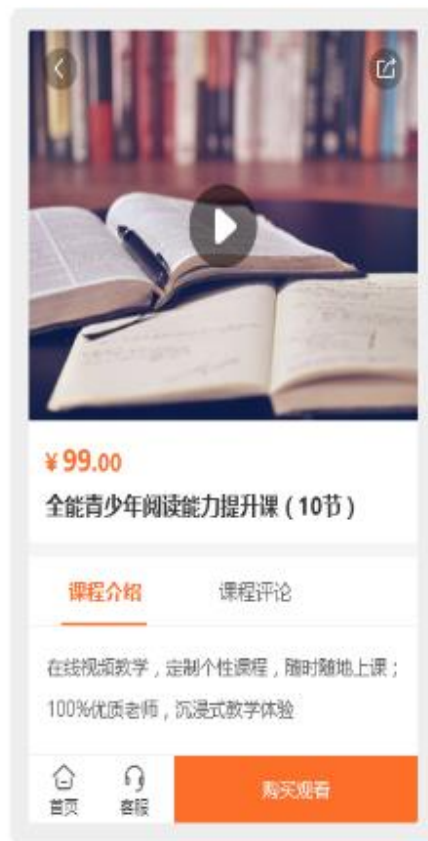 ¥99.00
全能青少年阅读能力提升课（10节）
课程介绍 课程评论
在线视频教学，定制个性课程，随时随地上课；
100%优质老师，沉浸式教学体验
首页 客服 购买观看